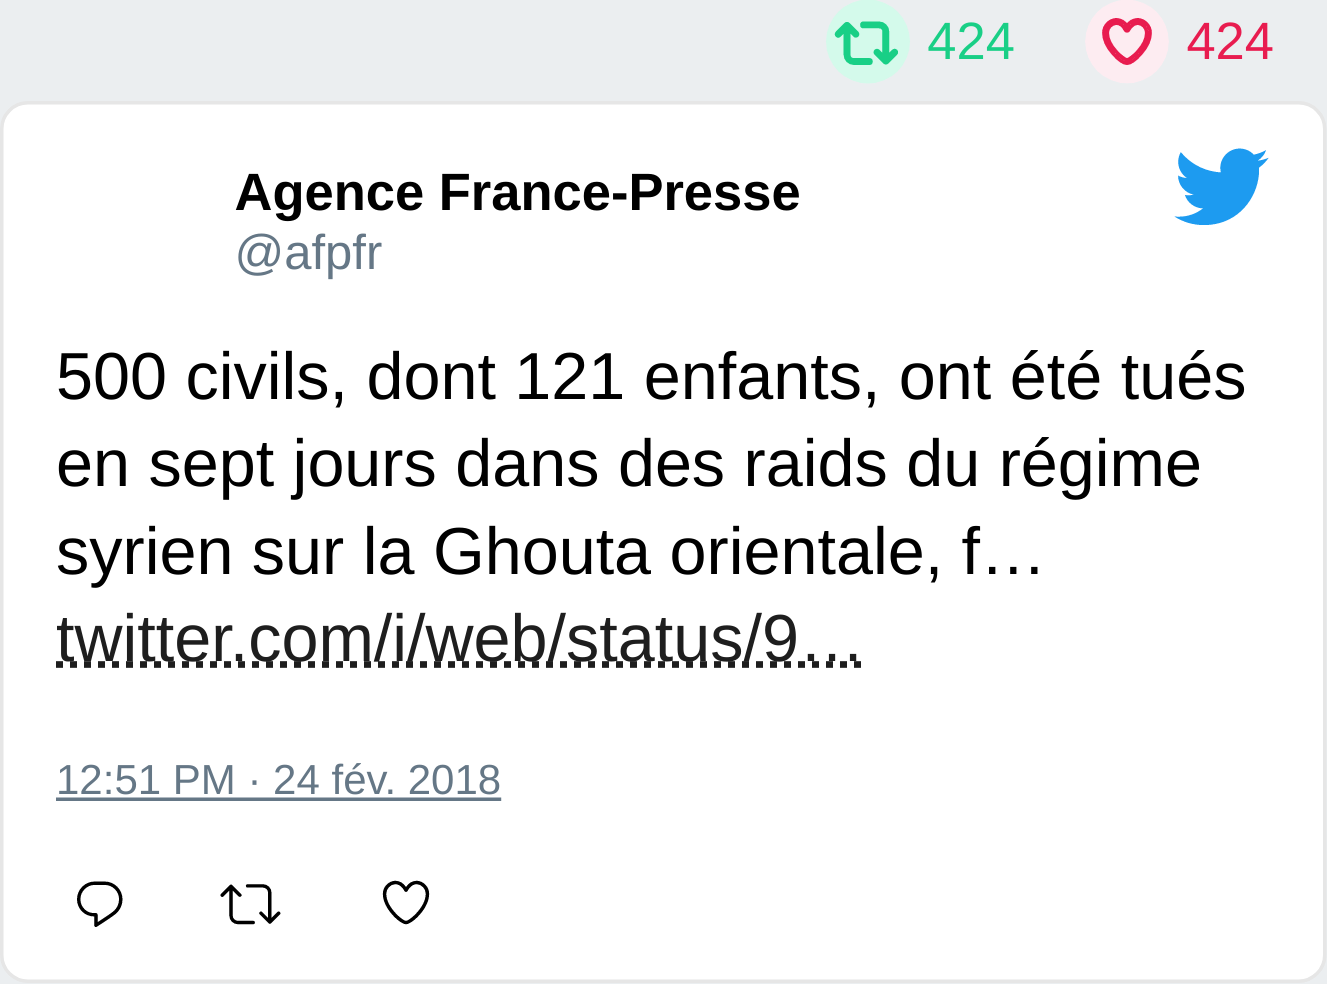 424 424
Agence France-Presse
@afpfr
500 civils, dont 121 enfants, ont été tués
en sept jours dans des raids du régime
syrien sur la Ghouta orientale, f…
twitter.com/i/web/status/9…
12:51 PM · 24 fév. 2018